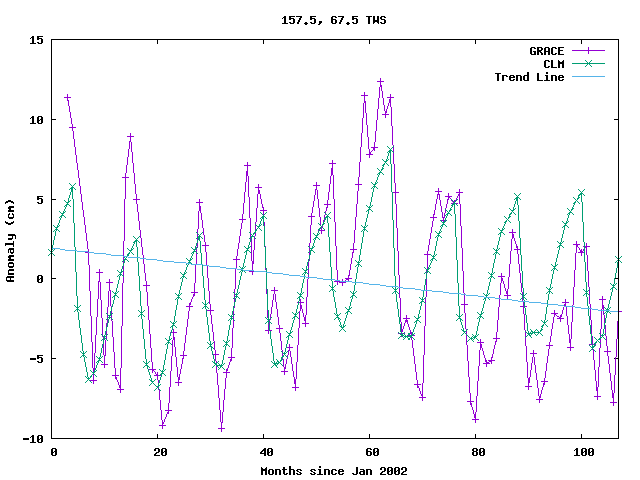 157.5, 67.5 TWS
GRACE
CLM
Trend Line
Anomaly (cm)
15
10
5
0
-5
-10
0 20 40 60 80 100
Months since Jan 2002